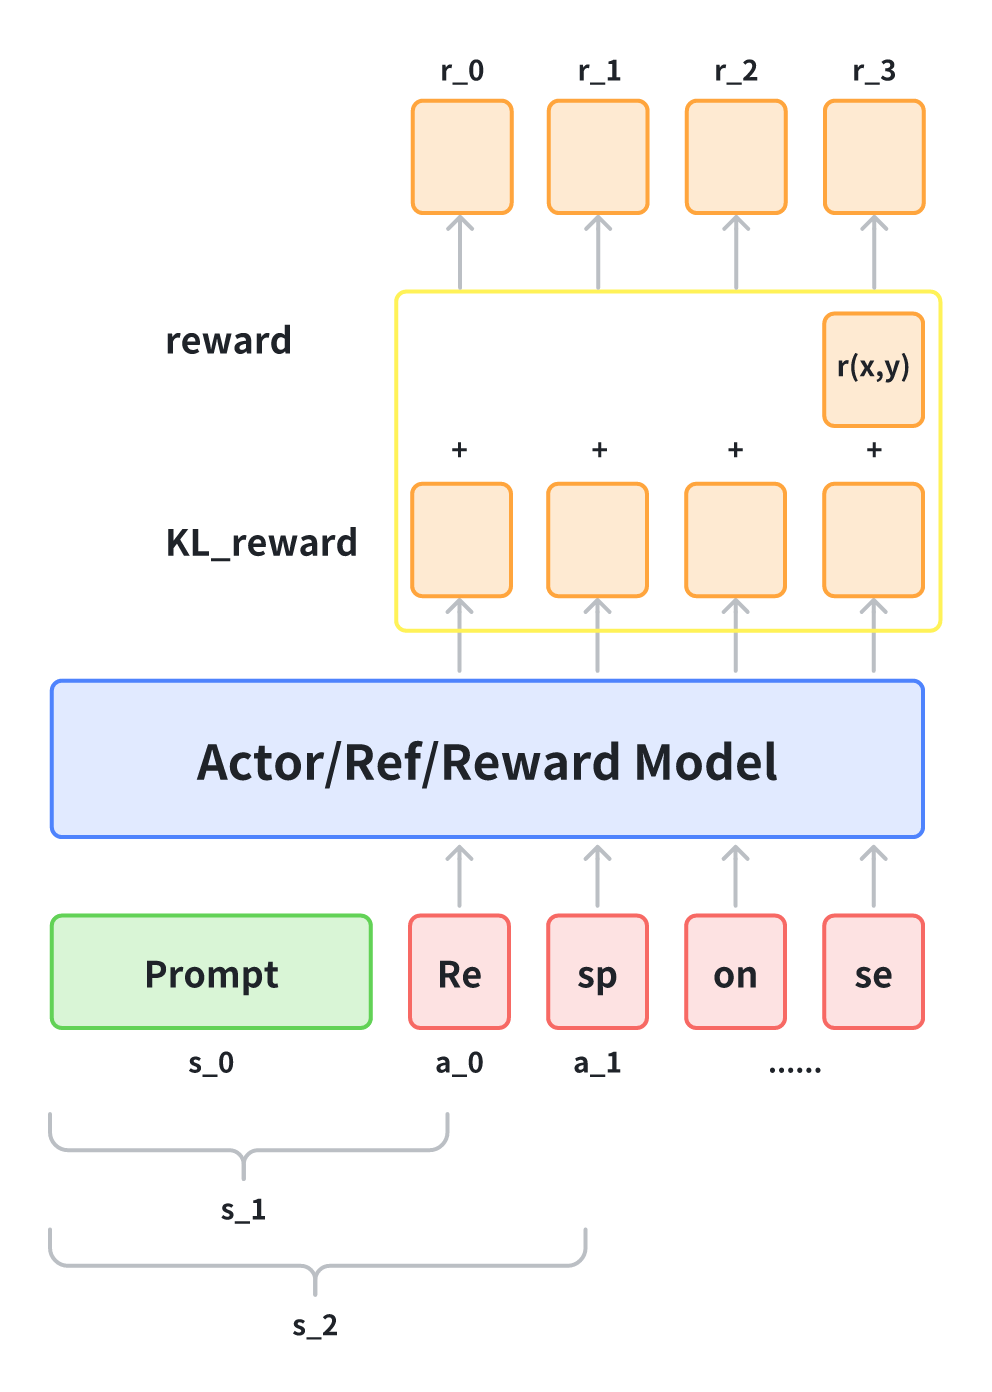 r_0 r_1 r_2 r_3
reward
r(x,y)
+ + + +
KL_reward
Actor/Ref/Reward Model
Prompt Re sp on se
s_0 a_0 a_1 ......
s_1
s_2